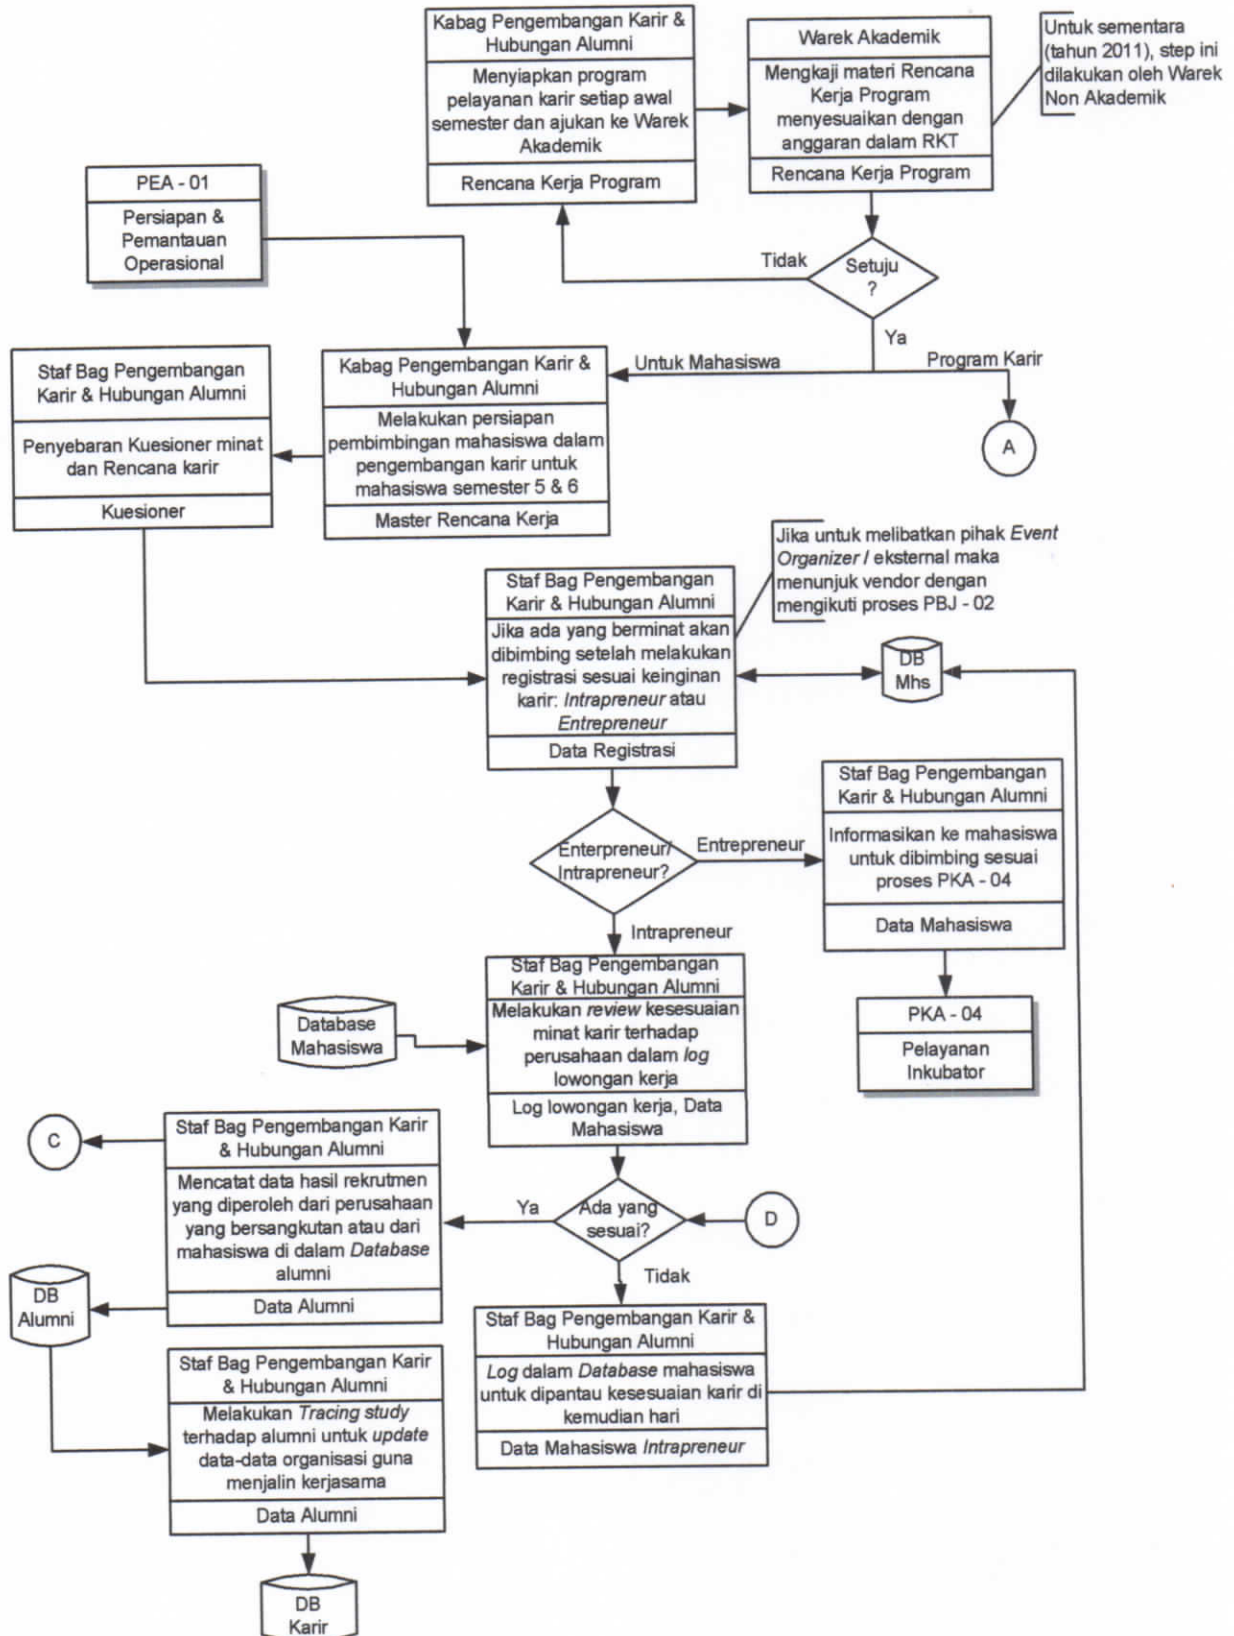 Kabag Pengembangan Karir &
Hubungan Alumni
Menyiapkan program
pelayanan karir setiap awal
semester dan ajukan ke Warek
Akademik
Rencana Kerja Program
Warek Akademik
Mengkaji materi Rencana
Kerja Program
menyesuaikan dengan
anggaran dalam RKT
Rencana Kerja Program
Untuk sementara
(tahun 2011), step ini
dilakukan oleh Warek
Non Akademik
PEA - 01
Persiapan &
Pemantauan
Operasional
Tidak
Setuju
?
Ya
Untuk Mahasiswa
Program Karir
A
Staf Bag Pengembangan
Karir & Hubungan Alumni
Penyebaran Kuesioner minat
dan Rencana karir
Kuesioner
Kabag Pengembangan Karir &
Hubungan Alumni
Melakukan persiapan
pembimbingan mahasiswa dalam
pengembangan karir untuk
mahasiswa semester 5 & 6
Master Rencana Kerja
Jika untuk melibatkan pihak Event
Organizer / eksternal maka
menunjuk vendor dengan
mengikuti proses PBJ - 02
Staf Bag Pengembangan
Karir & Hubungan Alumni
Jika ada yang berminat akan
dibimbing setelah melakukan
registrasi sesuai keinginan
karir: Intrapreneur atau
Entrepreneur
Data Registrasi
DB
Mhs
Enterpreneur/
Intrapreneur?
Entrepreneur
Staf Bag Pengembangan
Karir & Hubungan Alumni
Informasikan ke mahasiswa
untuk dibimbing sesuai
proses PKA - 04
Data Mahasiswa
Intrapreneur
PKA - 04
Pelayanan
Inkubator
Database
Mahasiswa
Staf Bag Pengembangan
Karir & Hubungan Alumni
Melakukan review kesesuaian
minat karir terhadap
perusahaan dalam log
lowongan kerja
Log lowongan kerja, Data
Mahasiswa
C
Staf Bag Pengembangan Karir
& Hubungan Alumni
Mencatat data hasil rekrutmen
yang diperoleh dari perusahaan
yang bersangkutan atau dari
mahasiswa di dalam Database
alumni
Data Alumni
Ya
Ada yang
sesuai?
D
Tidak
DB
Alumni
Staf Bag Pengembangan Karir &
Hubungan Alumni
Log dalam Database mahasiswa
untuk dipantau kesesuaian karir di
kemudian hari
Data Mahasiswa Intrapreneur
Staf Bag Pengembangan Karir
& Hubungan Alumni
Melakukan Tracing study
terhadap alumni untuk update
data-data organisasi guna
menjalin kerjasama
Data Alumni
DB
Karir